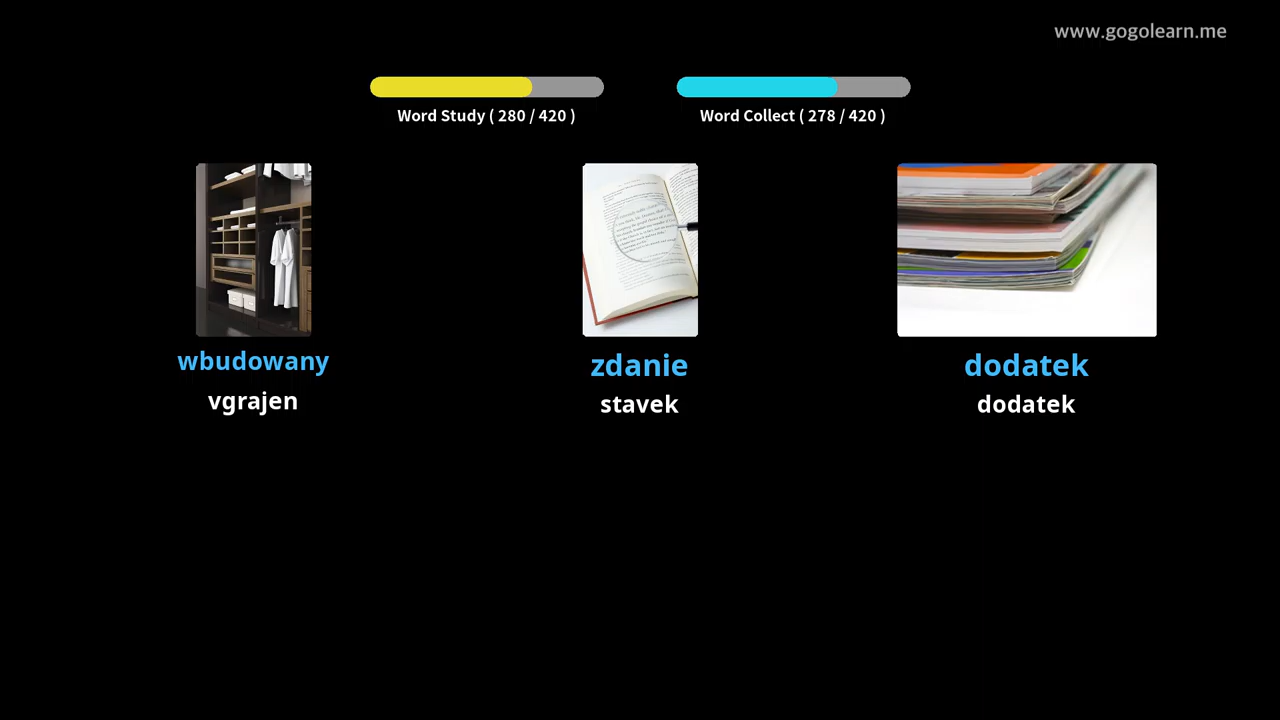 www.gogolearn.me
Word Study ( 280 / 420 )
Word Collect ( 278 / 420 )
wbudowany
zdanie
dodatek
vgrajen
stavek
dodatek